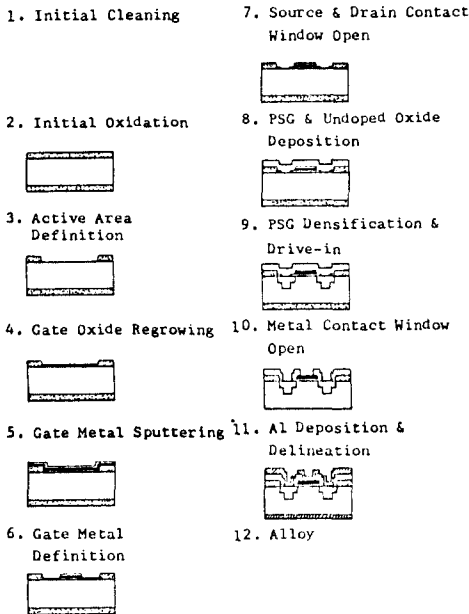 1. Initial Cleaning
2. Initial Oxidation
3. Active Area
Definition
4. Gate Oxide Regrowing
5. Gate Metal Sputtering
6. Gate Metal
Definition
7. Source & Drain Contact
Window Open
8. PSG & Undoped Oxide
Deposition
9. PSG Densification &
Drive-in
10. Metal Contact Window
Open
11. Al Deposition &
Delineation
12. Alloy